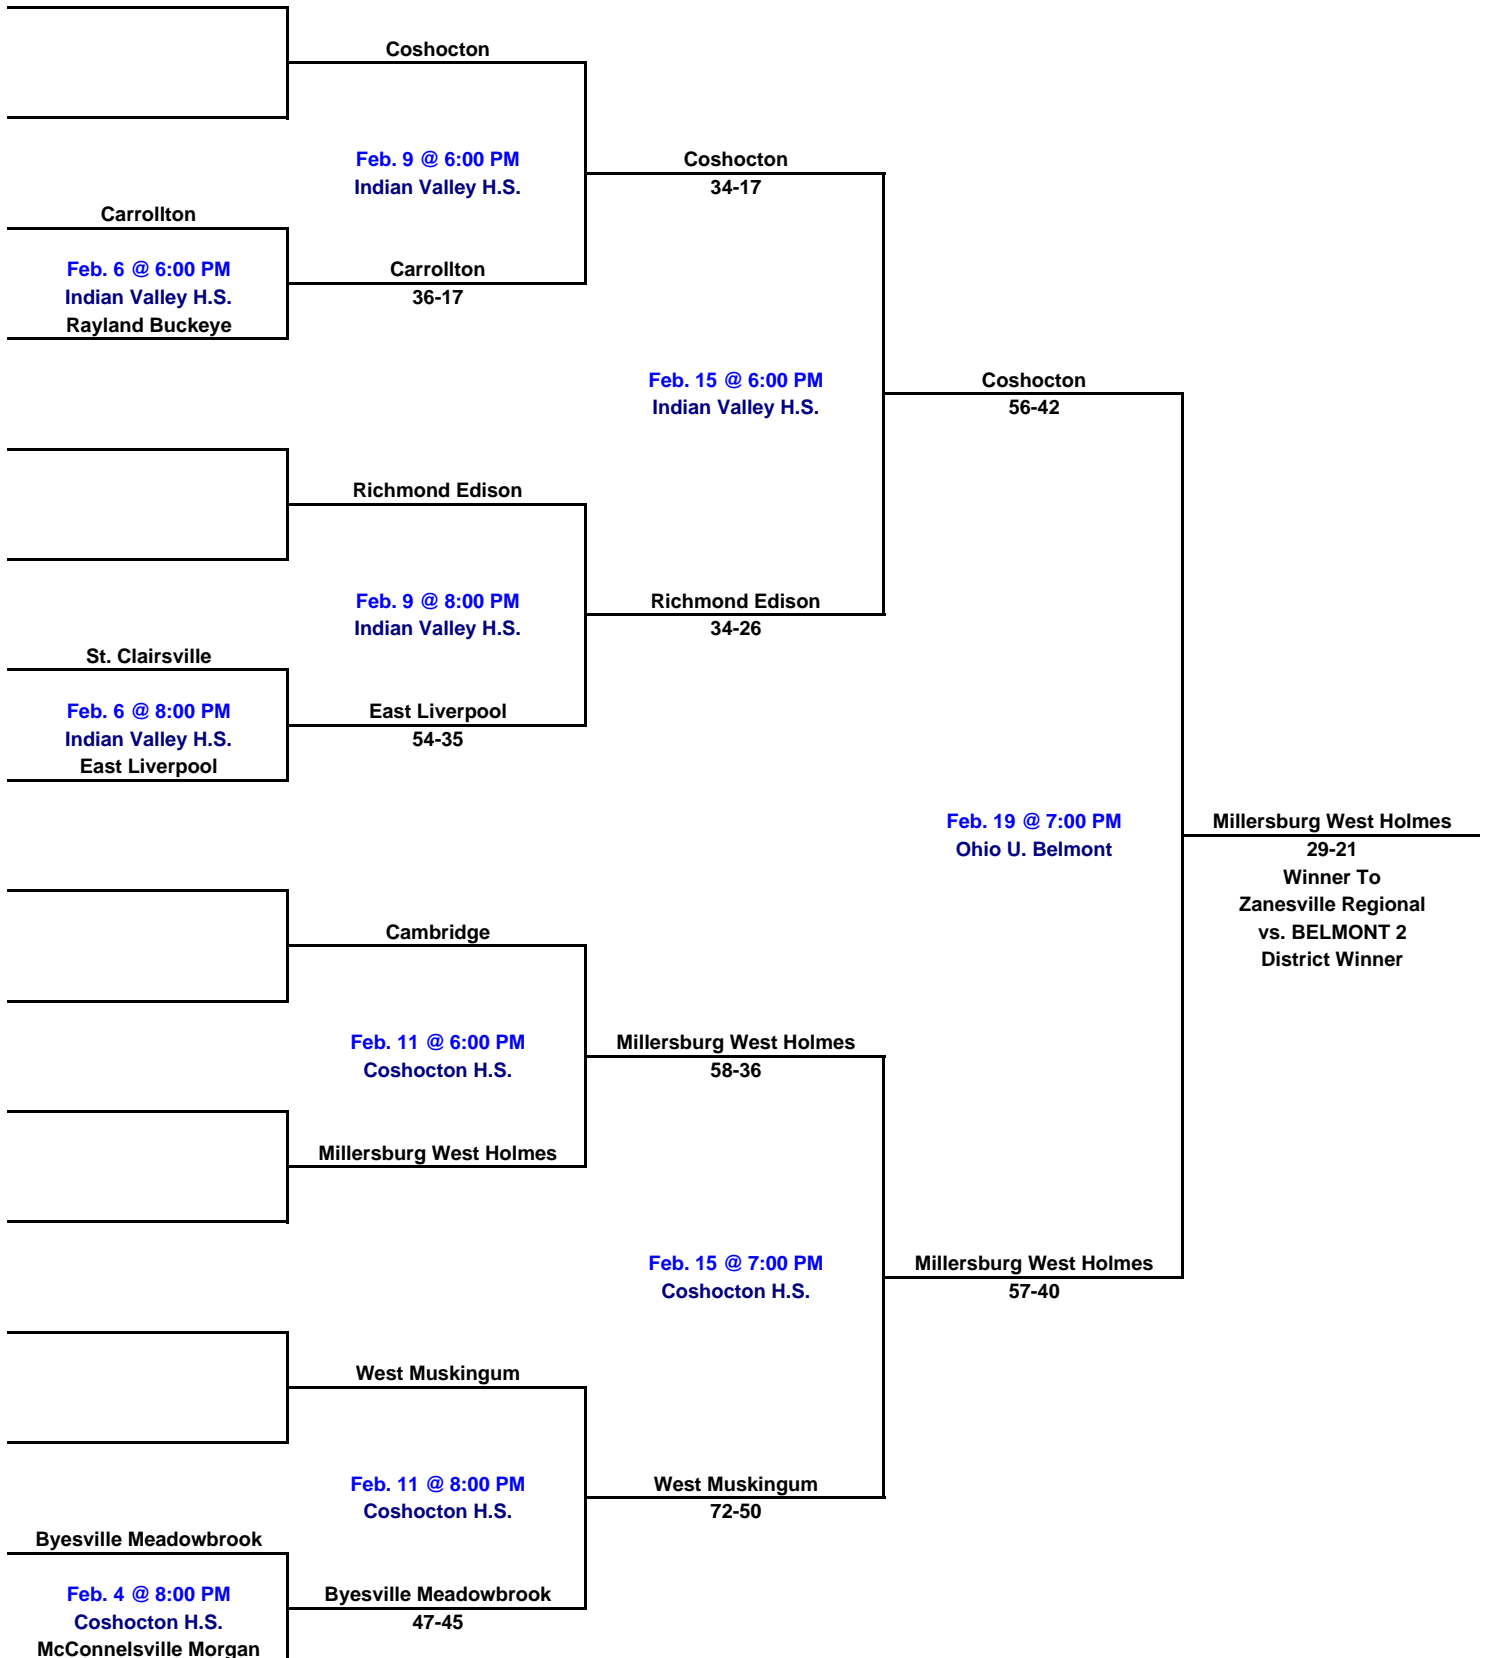 Coshocton
Feb. 9 @ 6:00 PM
Indian Valley H.S.
Coshocton
34-17
Carrollton
Feb. 6 @ 6:00 PM
Indian Valley H.S.
Rayland Buckeye
Carrollton
36-17
Feb. 15 @ 6:00 PM
Indian Valley H.S.
Coshocton
56-42
Richmond Edison
Feb. 9 @ 8:00 PM
Indian Valley H.S.
Richmond Edison
34-26
St. Clairsville
Feb. 6 @ 8:00 PM
Indian Valley H.S.
East Liverpool
East Liverpool
54-35
Feb. 19 @ 7:00 PM
Ohio U. Belmont
Millersburg West Holmes
29-21
Winner To
Zanesville Regional
vs. BELMONT 2
District Winner
Cambridge
Feb. 11 @ 6:00 PM
Coshocton H.S.
Millersburg West Holmes
58-36
Millersburg West Holmes
Feb. 15 @ 7:00 PM
Coshocton H.S.
Millersburg West Holmes
57-40
West Muskingum
Feb. 11 @ 8:00 PM
Coshocton H.S.
West Muskingum
72-50
Byesville Meadowbrook
Feb. 4 @ 8:00 PM
Coshocton H.S.
McConnelsville Morgan
Byesville Meadowbrook
47-45